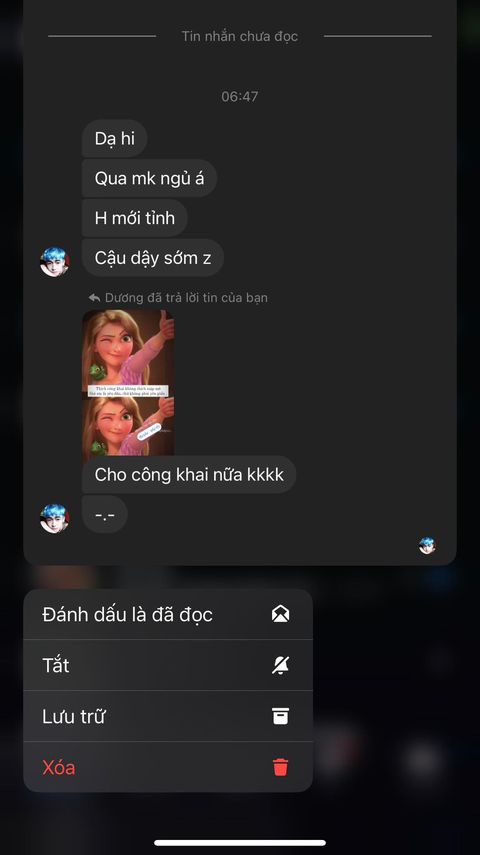 Tin nhắn chưa đọc
06:47
Dạ hi
Qua mk ngủ á
H mới tỉnh
Cậu dậy sớm z
Dương đã trả lời tin của bạn
Cho công khai nữa kkkk
-.-
Đánh dấu là đã đọc
Tắt
Lưu trữ
Xóa